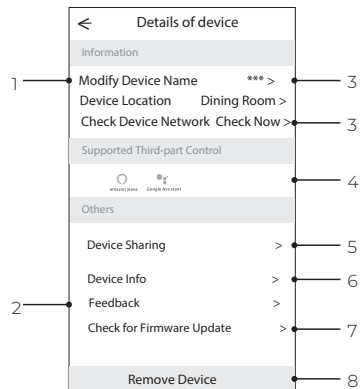 Details of device
Information
1 Modify Device Name *** > 3
Device Location Dining Room >
Check Device Network Check Now > 3
Supported Third-part Control
amazon alexa Google Assistant 4
Others
Device Sharing > 5
Device Info > 6
2 Feedback >
Check for Firmware Update > 7
Remove Device 8